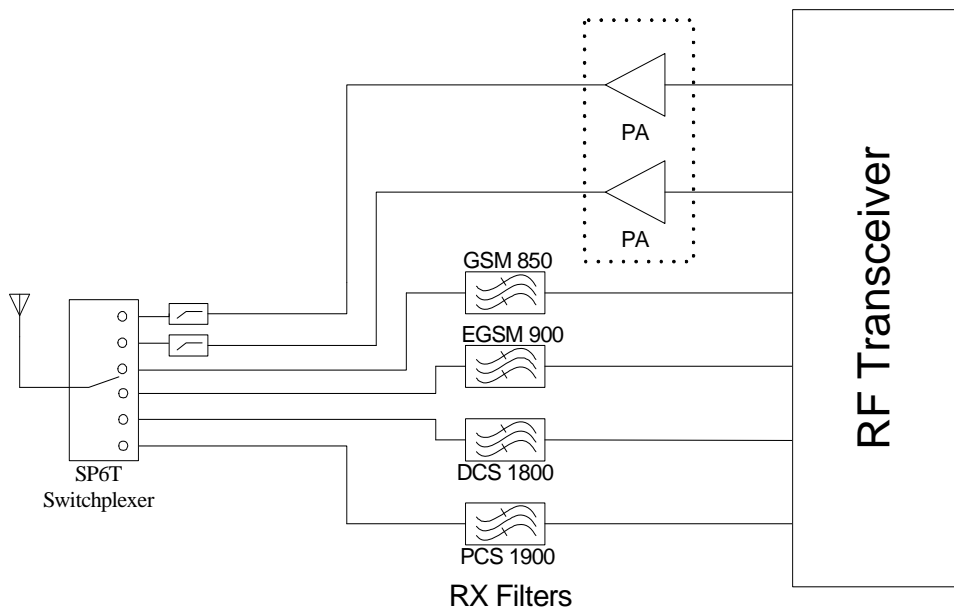 PA
PA
GSM 850
EGSM 900
DCS 1800
PCS 1900
RX Filters
SP6T
Switchplexer
RF Transceiver